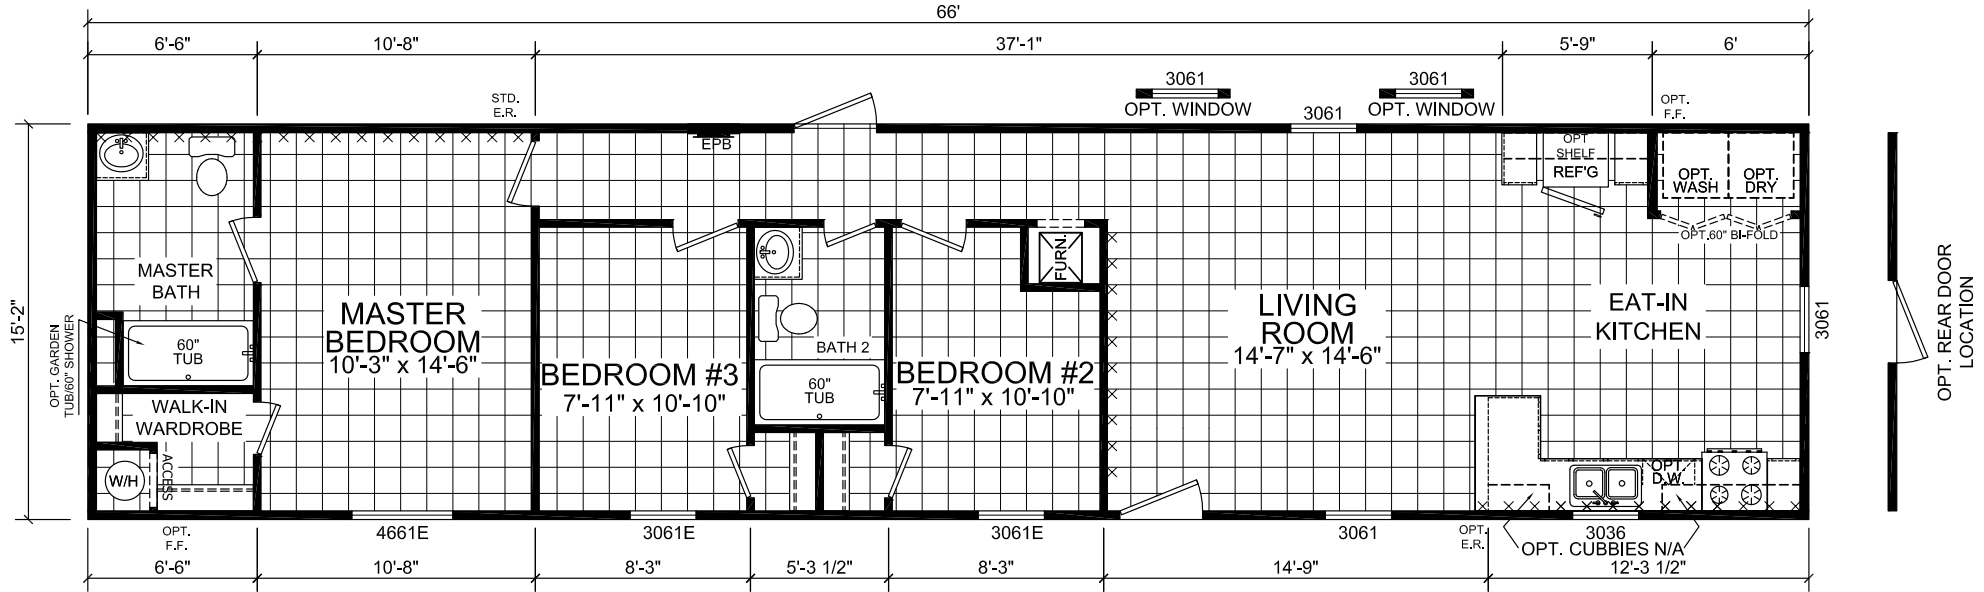 66'
6'-6"
10'-8"
37'-1"
5'-9"
6'
3061
OPT. WINDOW
3061
OPT. WINDOW
STD.
E.R.
3061
OPT.
F.F.
EPB
OPT
SHELF
REF'G
OPT.
WASH
OPT.
DRY
OPT.60" BI-FOLD
15'-2"
MASTER
BATH
60"
TUB
OPT. GARDEN
TUB/60" SHOWER
MASTER
BEDROOM
10'-3" x 14'-6"
WALK-IN
WARDROBE
W/H
ACCESS
BEDROOM #3
7'-11" x 10'-10"
BATH 2
60"
TUB
FURN.
BEDROOM #2
7'-11" x 10'-10"
LIVING
ROOM
14'-7" x 14'-6"
EAT-IN
KITCHEN
3061
OPT. REAR DOOR
LOCATION
OPT.
D.W.
OPT.
F.F.
4661E
3061E
3061E
3061
OPT.
E.R.
3036
OPT. CUBBIES N/A
6'-6"
10'-8"
8'-3"
5'-3 1/2"
8'-3"
14'-9"
12'-3 1/2"